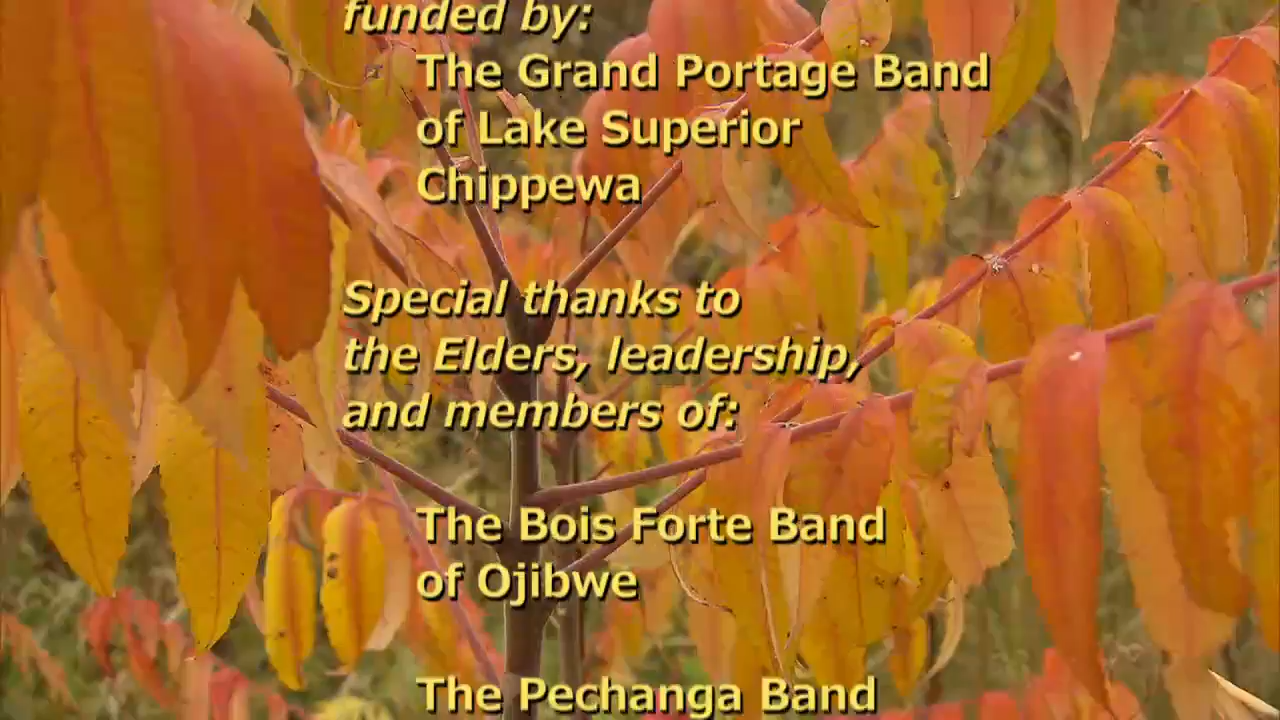 funded by:
The Grand Portage Band
of Lake Superior
Chippewa
Special thanks to
the Elders, leadership,
and members of:
The Bois Forte Band
of Ojibwe
The Pechanga Band